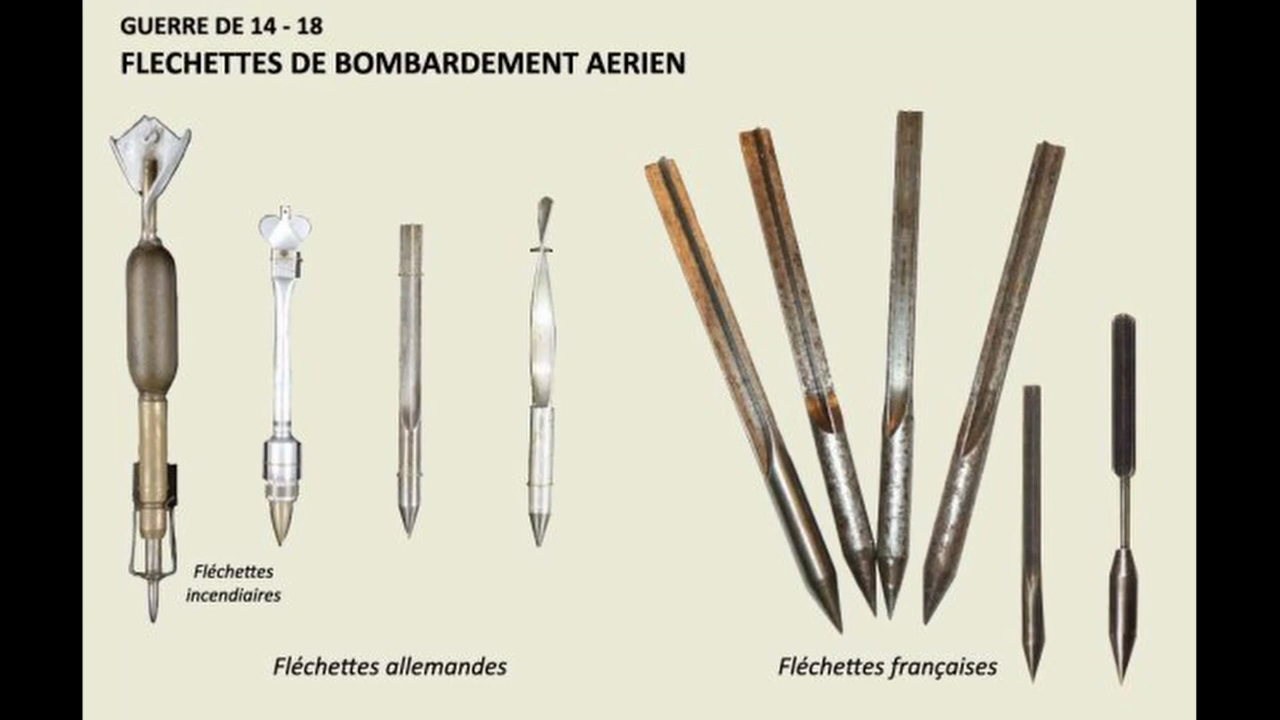 GUERRE DE 14 - 18
FLECHETTES DE BOMBARDEMENT AERIEN
Fléchettes
incendiaires
Fléchettes allemandes
Fléchettes françaises